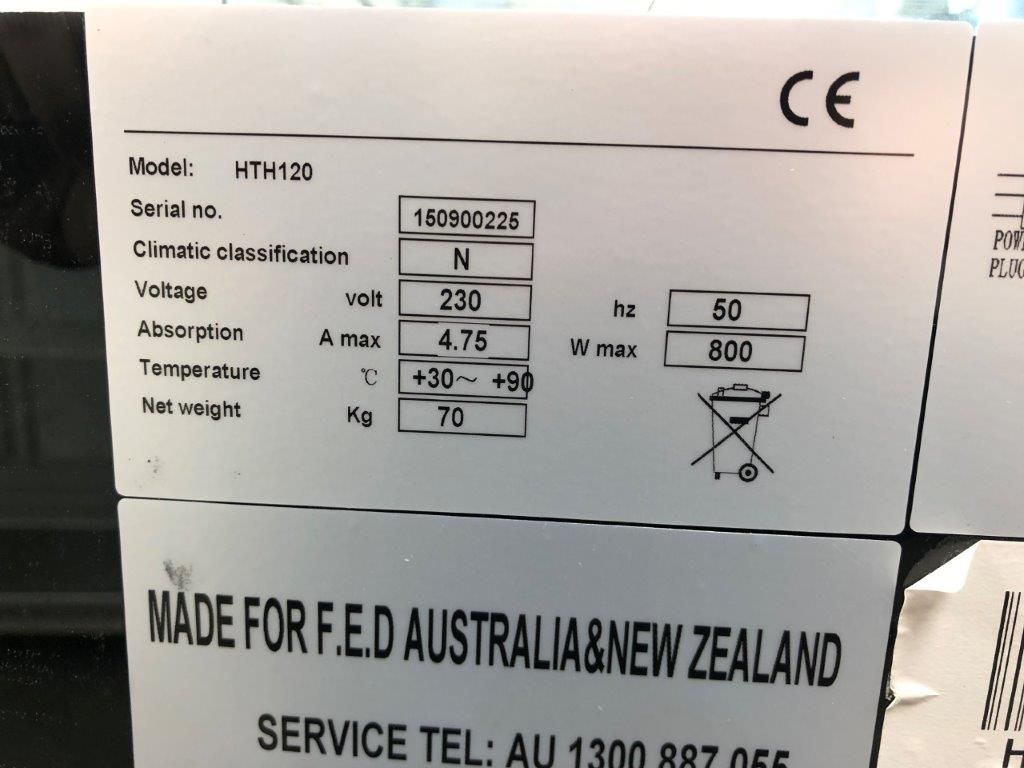 CE
Model: HTH120
Serial no. 150900225
Climatic classification N
Voltage volt 230 hz 50
Absorption A max 4.75 W max 800
Temperature ℃ +30～ +90
Net weight Kg 70
MADE FOR F.E.D AUSTRALIA&NEW ZEALAND
SERVICE TEL: AU 1300 887 055
PLUG